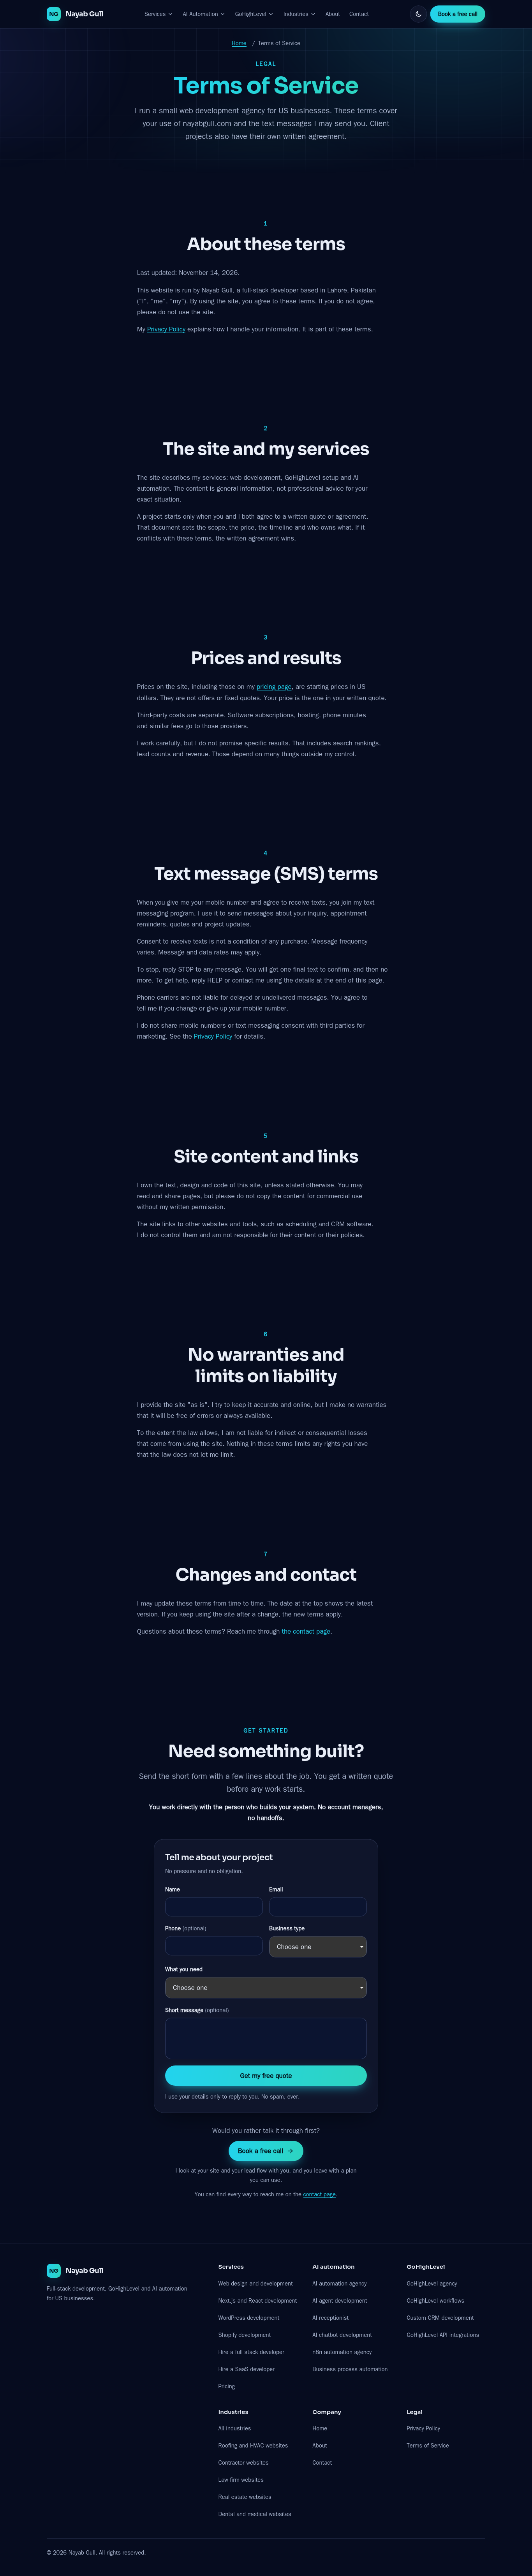 NG Nayab Gull
Services AI Automation GoHighLevel Industries About Contact
Book a free call
Home / Terms of Service
LEGAL
Terms of Service
I run a small web development agency for US businesses. These terms cover
your use of nayabgull.com and the text messages I may send you. Client
projects also have their own written agreement.
1
About these terms
Last updated: November 14, 2026.
This website is run by Nayab Gull, a full-stack developer based in Lahore, Pakistan
("I", "me", "my"). By using the site, you agree to these terms. If you do not agree,
please do not use the site.
My Privacy Policy explains how I handle your information. It is part of these terms.
2
The site and my services
The site describes my services: web development, GoHighLevel setup and AI
automation. The content is general information, not professional advice for your
exact situation.
A project starts only when you and I both agree to a written quote or agreement.
That document sets the scope, the price, the timeline and who owns what. If it
conflicts with these terms, the written agreement wins.
3
Prices and results
Prices on the site, including those on my pricing page, are starting prices in US
dollars. They are not offers or fixed quotes. Your price is the one in your written quote.
Third-party costs are separate. Software subscriptions, hosting, phone minutes
and similar fees go to those providers.
I work carefully, but I do not promise specific results. That includes search rankings,
lead counts and revenue. Those depend on many things outside my control.
4
Text message (SMS) terms
When you give me your mobile number and agree to receive texts, you join my text
messaging program. I use it to send messages about your inquiry, appointment
reminders, quotes and project updates.
Consent to receive texts is not a condition of any purchase. Message frequency
varies. Message and data rates may apply.
To stop, reply STOP to any message. You will get one final text to confirm, and then no
more. To get help, reply HELP or contact me using the details at the end of this page.
Phone carriers are not liable for delayed or undelivered messages. You agree to
tell me if you change or give up your mobile number.
I do not share mobile numbers or text messaging consent with third parties for
marketing. See the Privacy Policy for details.
5
Site content and links
I own the text, design and code of this site, unless stated otherwise. You may
read and share pages, but please do not copy the content for commercial use
without my written permission.
The site links to other websites and tools, such as scheduling and CRM software.
I do not control them and am not responsible for their content or their policies.
6
No warranties and
limits on liability
I provide the site "as is". I try to keep it accurate and online, but I make no warranties
that it will be free of errors or always available.
To the extent the law allows, I am not liable for indirect or consequential losses
that come from using the site. Nothing in these terms limits any rights you have
that the law does not let me limit.
7
Changes and contact
I may update these terms from time to time. The date at the top shows the latest
version. If you keep using the site after a change, the new terms apply.
Questions about these terms? Reach me through the contact page.
GET STARTED
Need something built?
Send the short form with a few lines about the job. You get a written quote
before any work starts.
You work directly with the person who builds your system. No account managers,
no handoffs.
Tell me about your project
No pressure and no obligation.
Name Email
Phone (optional) Business type
Choose one
What you need
Choose one
Short message (optional)
Get my free quote
I use your details only to reply to you. No spam, ever.
Would you rather talk it through first?
Book a free call →
I look at your site and your lead flow with you, and you leave with a plan
you can use.
You can find every way to reach me on the contact page.
NG Nayab Gull
Full-stack development, GoHighLevel and AI automation
for US businesses.
Services
Web design and development
Next.js and React development
WordPress development
Shopify development
Hire a full stack developer
Hire a SaaS developer
Pricing
AI automation
AI automation agency
AI agent development
AI receptionist
AI chatbot development
n8n automation agency
Business process automation
GoHighLevel
GoHighLevel agency
GoHighLevel workflows
Custom CRM development
GoHighLevel API integrations
Industries
All industries
Roofing and HVAC websites
Contractor websites
Law firm websites
Real estate websites
Dental and medical websites
Company
Home
About
Contact
Legal
Privacy Policy
Terms of Service
© 2026 Nayab Gull. All rights reserved.